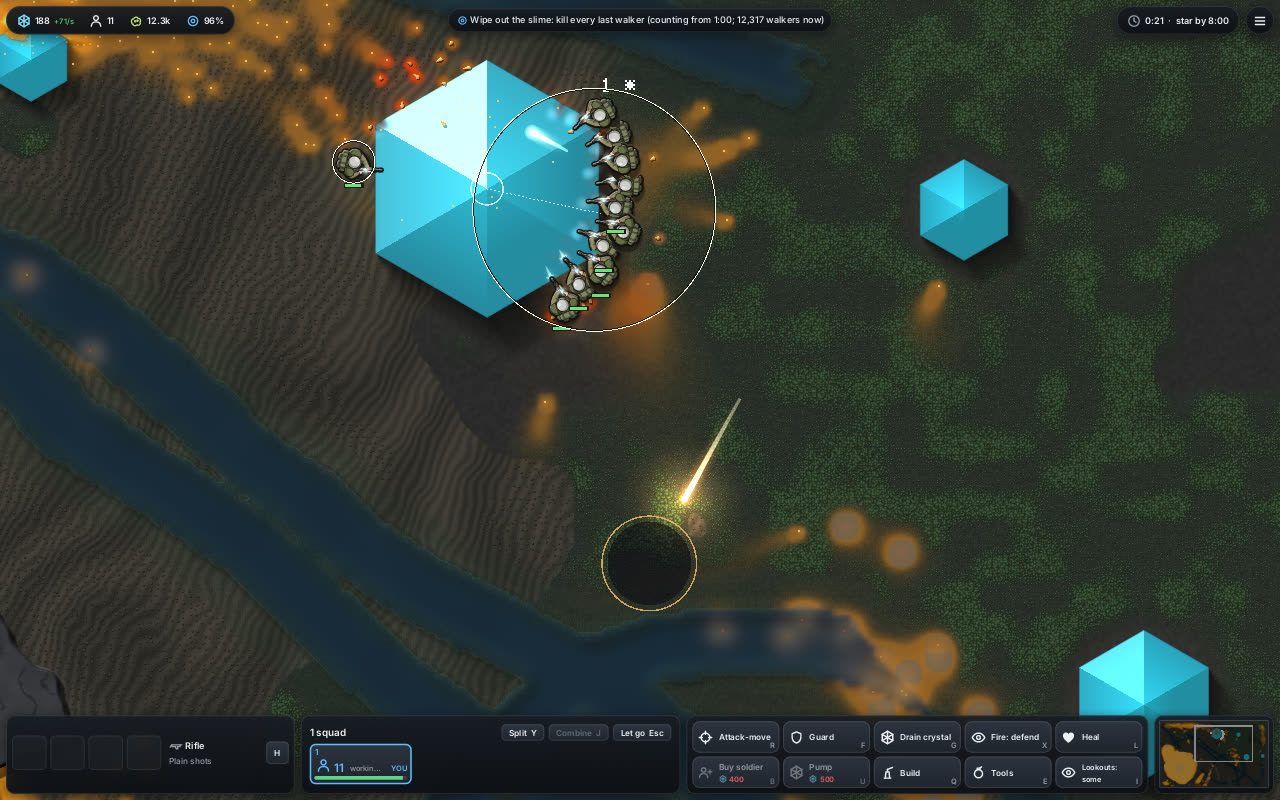 188 +71/s 11 12.3k 96%
Wipe out the slime: kill every last walker (counting from 1:00; 12,317 walkers now)
0:21 · star by 8:00
1
Rifle
Plain shots
H
1 squad
Split Y
Combine J
Let go Esc
1
11 workin... YOU
Attack-move R
Guard F
Drain crystal G
Fire: defend X
Heal L
Buy soldier 400 B
Pump 500 U
Build Q
Tools E
Lookouts: some I